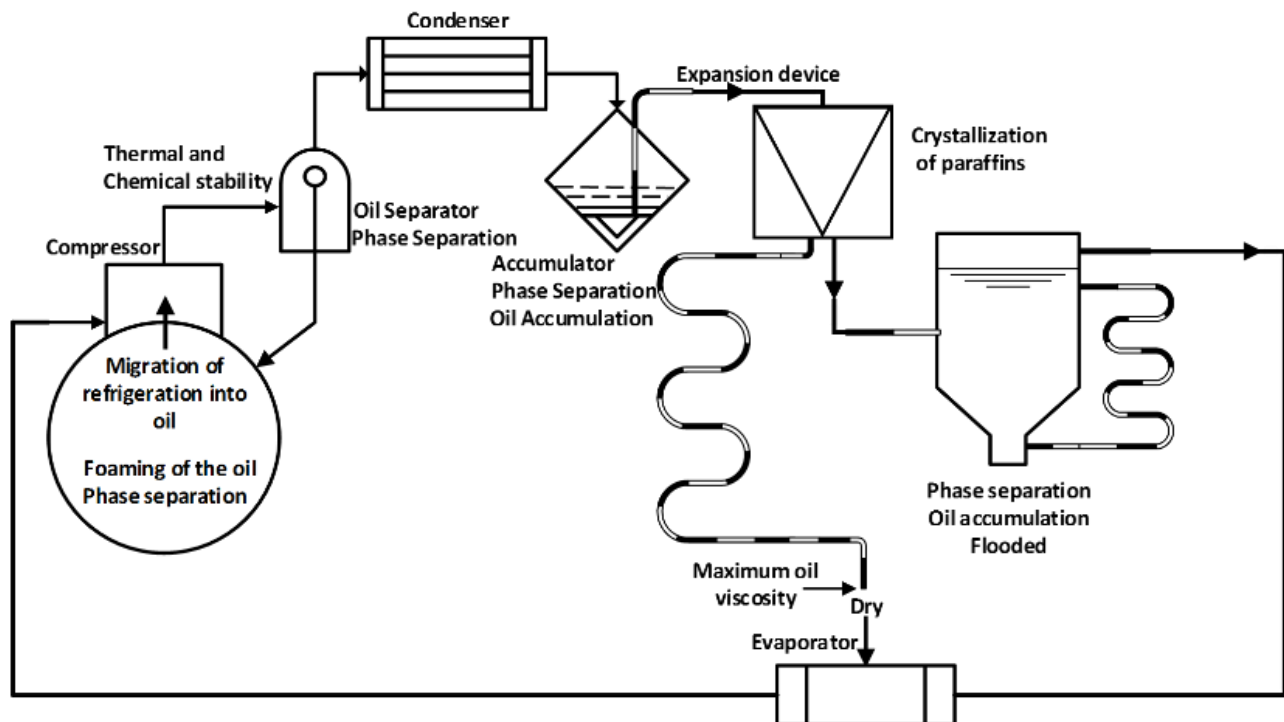 Condenser
Expansion device
Crystallization
of paraffins
Thermal and
Chemical stability
Oil Separator
Phase Separation
Compressor
Accumulator
Phase Separation
Oil Accumulation
Migration of
refrigeration into
oil
Foaming of the oil
Phase separation
Phase separation
Oil accumulation
Flooded
Maximum oil
viscosity
Dry
Evaporator